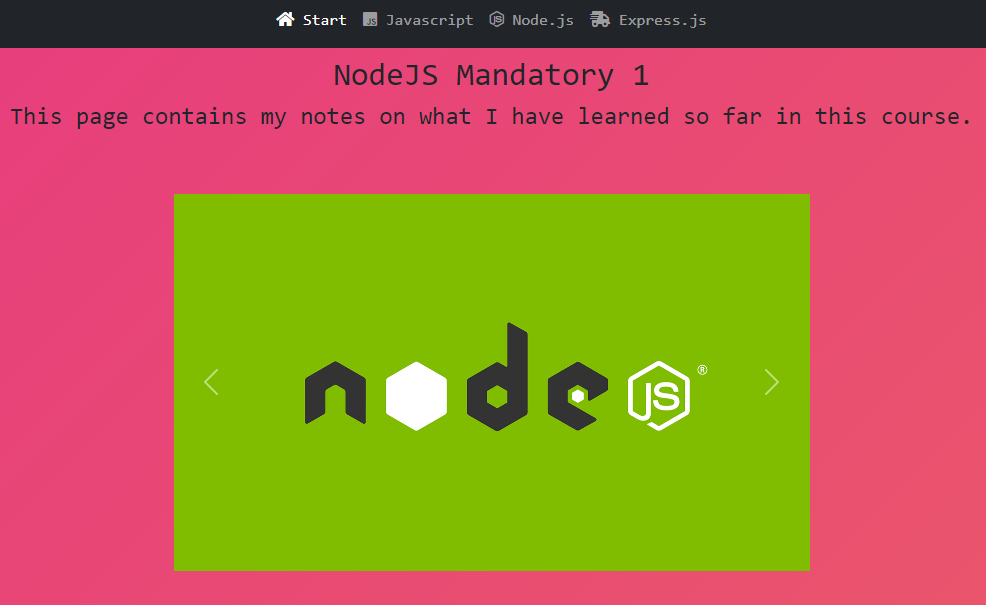 Start Javascript Node.js Express.js
NodeJS Mandatory 1
This page contains my notes on what I have learned so far in this course.
node JS ®